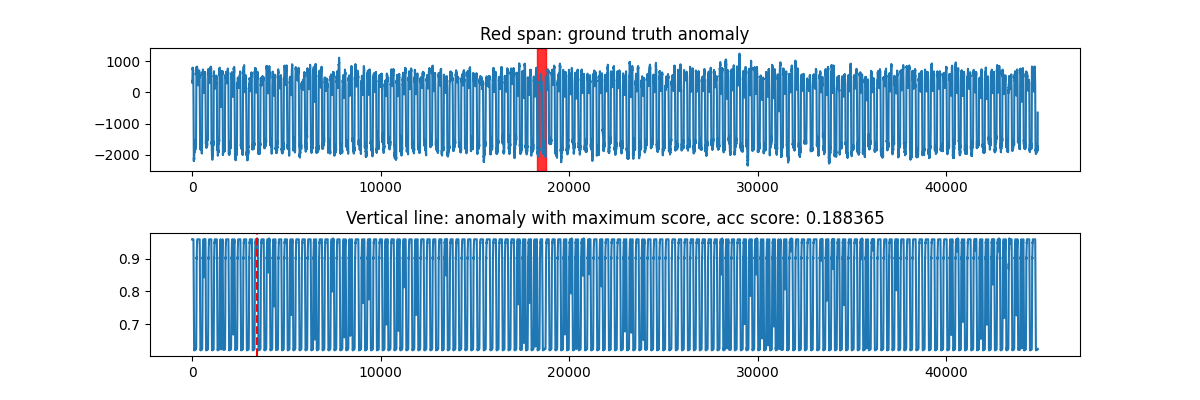 Red span: ground truth anomaly
1000
0
−1000
−2000
0 10000 20000 30000 40000
Vertical line: anomaly with maximum score, acc score: 0.188365
0.9
0.8
0.7
0 10000 20000 30000 40000